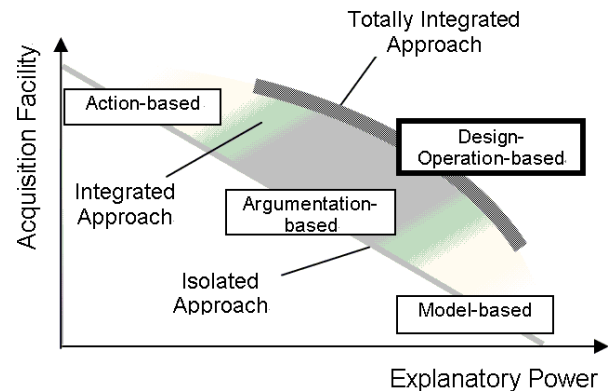 Totally Integrated
Approach
Acquisition Facility
Action-based
Design-
Operation-based
Integrated
Approach
Argumentation-
based
Isolated
Approach
Model-based
Explanatory Power